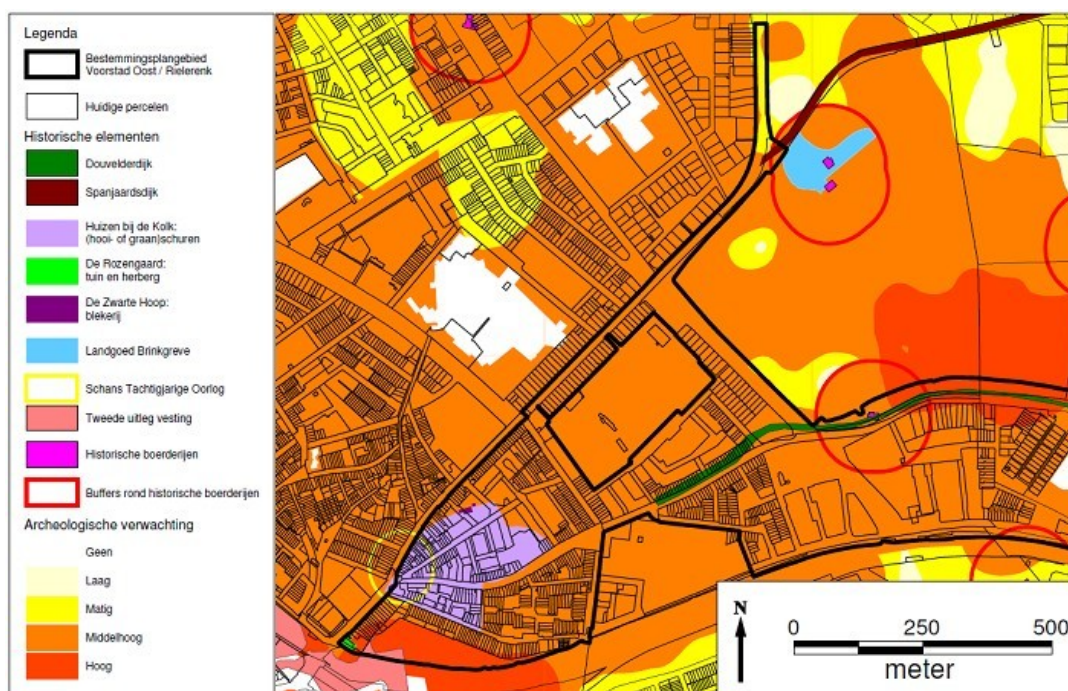 Legenda
Bestemmingsplangebied
Voorstad Oost / Rielerenk
Huidige percelen
Historische elementen
Douvelderdijk
Spanjaardsdijk
Huizen bij de Kolk:
(hooi- of graan)schuren
De Rozengaard:
tuin en herberg
De Zwarte Hoop:
blekerij
Landgoed Brinkgreve
Schans Tachtigjarige Oorlog
Tweede uitleg vesting
Historische boerderijen
Buffers rond historische boerderijen
Archeologische verwachting
Geen
Laag
Matig
Middelhoog
Hoog
N
0 250 500
meter